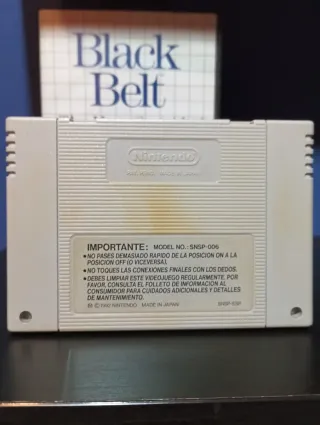 Black
Belt
Nintendo
IMPORTANTE: MODEL NO.: SNSP-006
•NO PASES DEMASIADO RAPIDO DE LA POSICION ON A LA
POSICION OFF (O VICEVERSA).
•NO TOQUES LAS CONEXIONES FINALES CON LOS DEDOS.
•DEBES LIMPIAR ESTE VIDEOJUEGO REGULARMENTE. POR
FAVOR, CONSULTA EL FOLLETO DE INFORMACION AL
CONSUMIDOR PARA CUIDADOS ADICIONALES Y DETALLES
DE MANTENIMIENTO.
© 1992 NINTENDO. MADE IN JAPAN